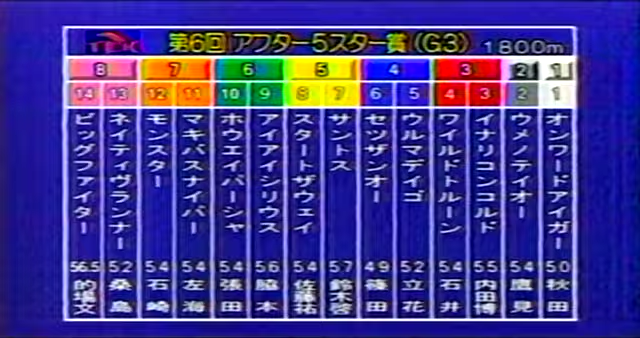 TCK 第6回 アフター5スター賞(G3) 1800m
8 7 6 5 4 3 2 1
14 13 12 11 10 9 8 7 6 5 4 3 2 1
オンワードアイガー 50 秋田
ウメノテイオー 54 鷹見
イナリコンコルド 55 内田博
ワイルドトルーン 54 石井
ウルマデイゴ 52 立花
セツザンオー 49 篠田
サントス 57 鈴木啓
スタートザウェイ 54 佐藤祐
アイアイシリウス 56 脇本
ホウエイバーシャ 54 張田
マキバスナイパー 54 左海
モンスター 54 石崎
ネイティヴランナー 52 桑島
ビッグファイター 56.5 的場文